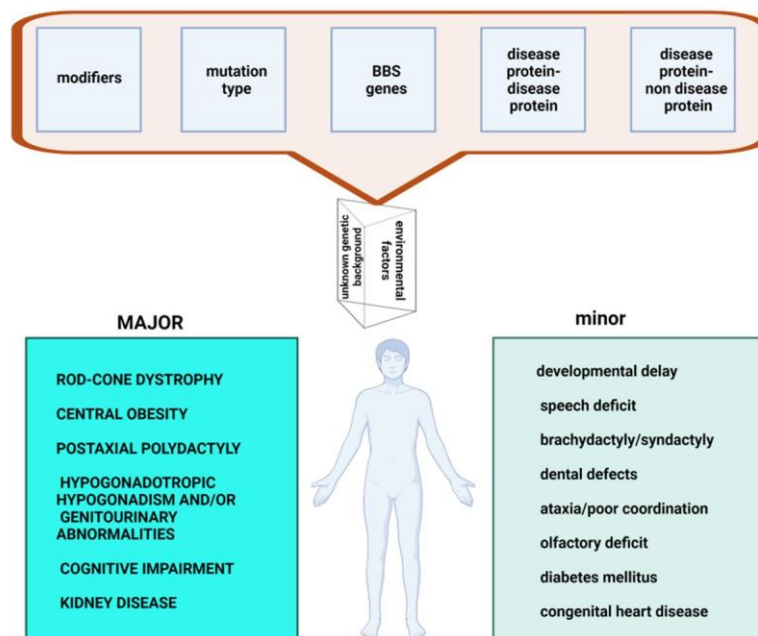 modifiers
mutation
type
BBS
genes
disease
protein-
disease
protein
disease
protein-
non disease
protein
unknown genetic
background
environmental
factors
MAJOR
ROD-CONE DYSTROPHY
CENTRAL OBESITY
POSTAXIAL POLYDACTYLY
HYPOGONADOTROPIC
HYPOGONADISM AND/OR
GENITOURINARY
ABNORMALITIES
COGNITIVE IMPAIRMENT
KIDNEY DISEASE
minor
developmental delay
speech deficit
brachydactyly/syndactyly
dental defects
ataxia/poor coordination
olfactory deficit
diabetes mellitus
congenital heart disease